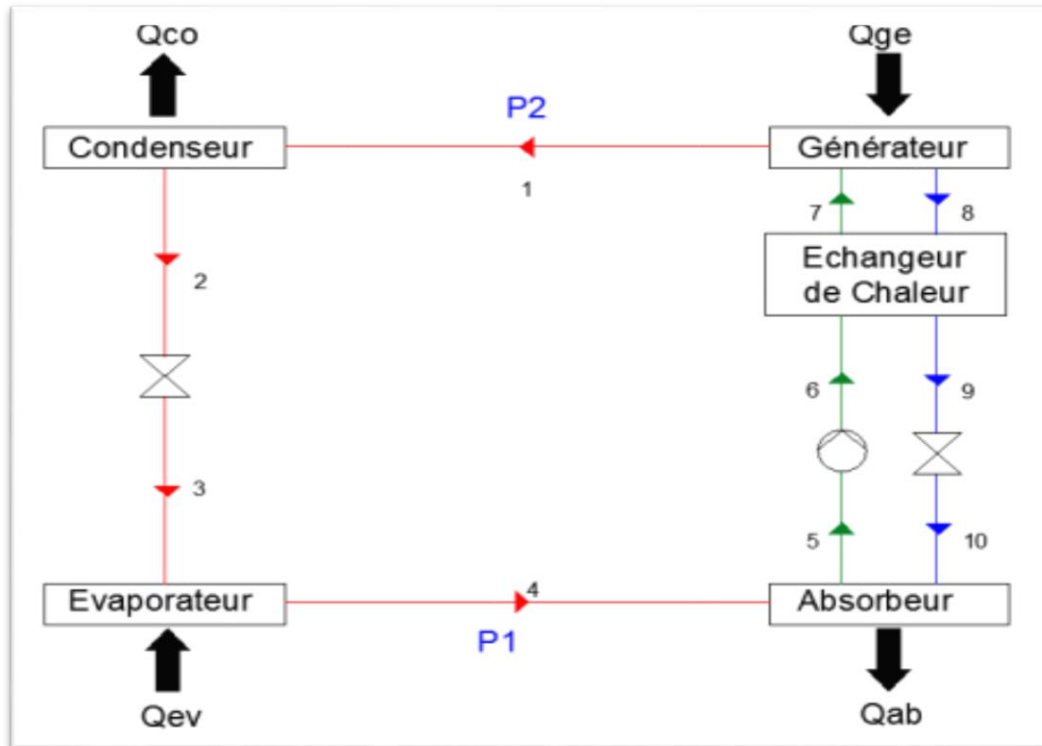 Qco
Qge
P2
Condenseur
Générateur
1
7
8
2
Echangeur
de Chaleur
6
9
3
5
10
Evaporateur
4
Absorbeur
P1
Qev
Qab